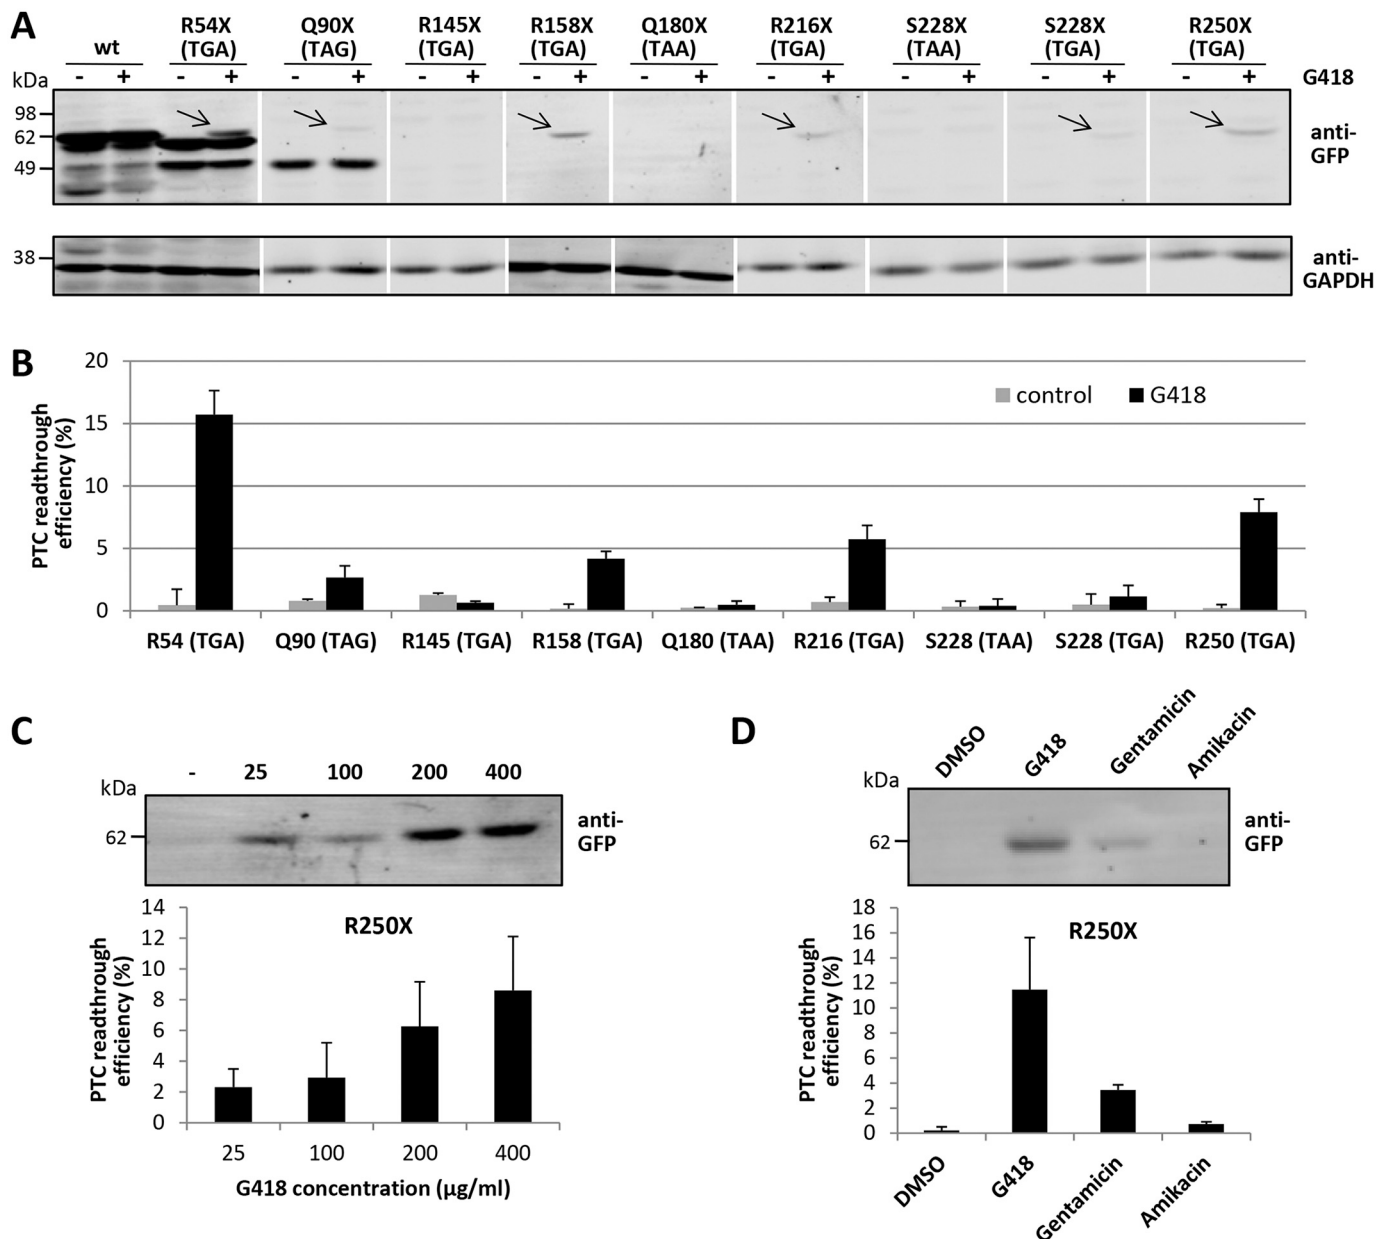 A
wt
R54X
(TGA)
Q90X
(TAG)
R145X
(TGA)
R158X
(TGA)
Q180X
(TAA)
R216X
(TGA)
S228X
(TAA)
S228X
(TGA)
R250X
(TGA)
kDa
- + - + - + - + - + - + - + - + - +
G418
98
62
49
anti-
GFP
38
anti-
GAPDH
B
PTC readthrough
efficiency (%)
20
15
10
5
0
control
G418
R54 (TGA) Q90 (TAG) R145 (TGA) R158 (TGA) Q180 (TAA) R216 (TGA) S228 (TAA) S228 (TGA) R250 (TGA)
C
- 25 100 200 400
kDa
62
anti-
GFP
R250X
PTC readthrough
efficiency (%)
14
12
10
8
6
4
2
0
25 100 200 400
G418 concentration (µg/ml)
D
DMSO
G418
Gentamicin
Amikacin
kDa
62
anti-
GFP
R250X
PTC readthrough
efficiency (%)
18
16
14
12
10
8
6
4
2
0
DMSO
G418
Gentamicin
Amikacin